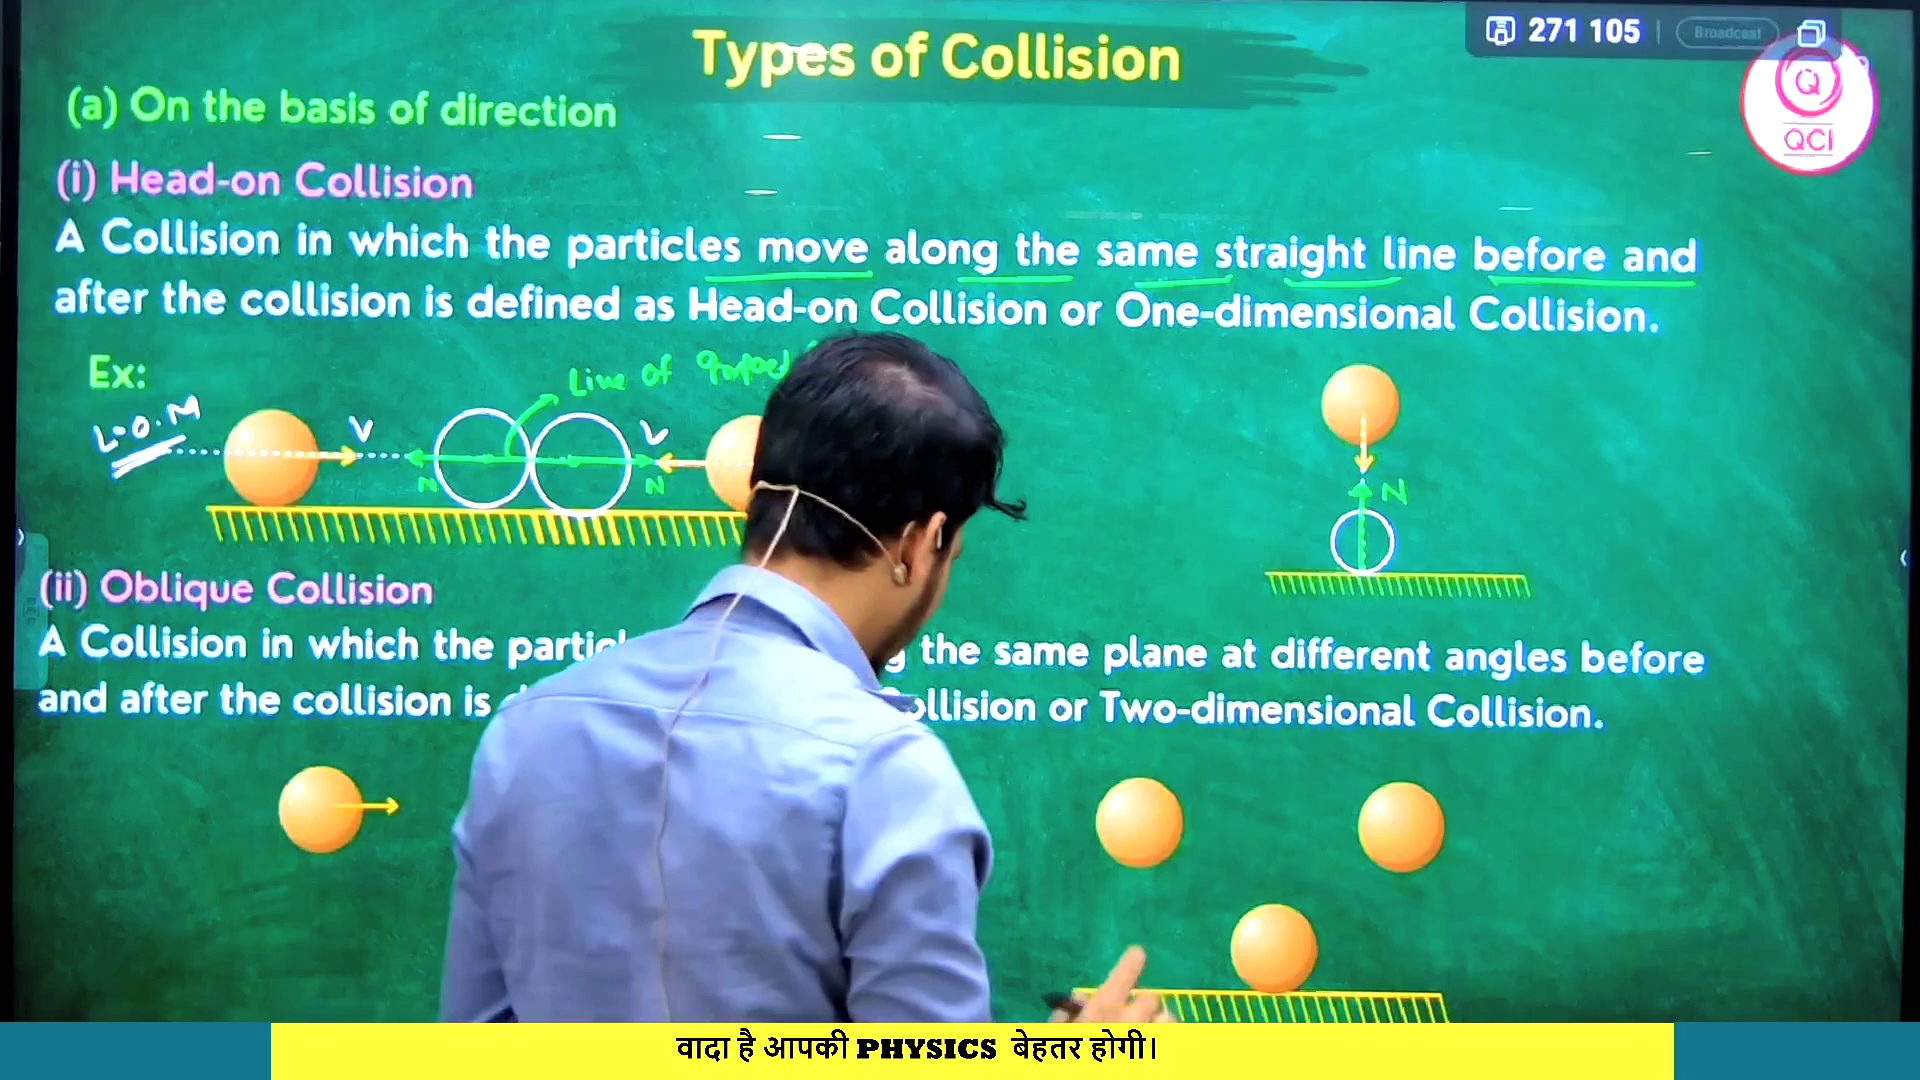 271 105
Broadcast
Types of Collision
Q
QCI
(a) On the basis of direction
(i) Head-on Collision
A Collision in which the particles move along the same straight line before and
after the collision is defined as Head-on Collision or One-dimensional Collision.
Ex:
Line of
L.O.M
V
V
N
N
N
(ii) Oblique Collision
A Collision in which the the same plane at different angles before
and after the collision is or Two-dimensional Collision.
वादा है आपकी PHYSICS बेहतर होगी।